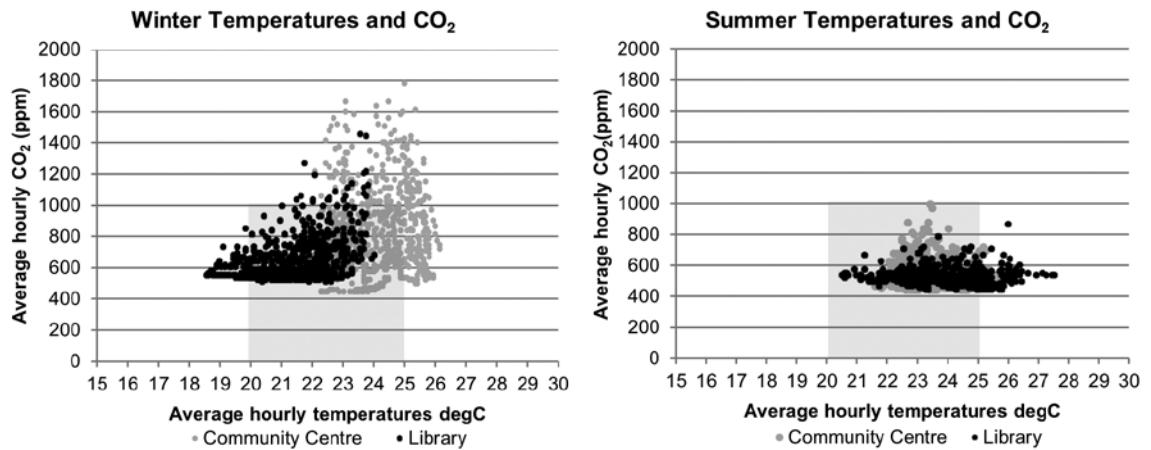 Winter Temperatures and CO₂
Average hourly CO₂ (ppm)
2000
1800
1600
1400
1200
1000
800
600
400
200
0
15 16 17 18 19 20 21 22 23 24 25 26 27 28 29 30
Average hourly temperatures degC
Community Centre Library
Summer Temperatures and CO₂
Average hourly CO₂(ppm)
2000
1800
1600
1400
1200
1000
800
600
400
200
0
15 16 17 18 19 20 21 22 23 24 25 26 27 28 29 30
Average hourly temperatures degC
Community Centre Library